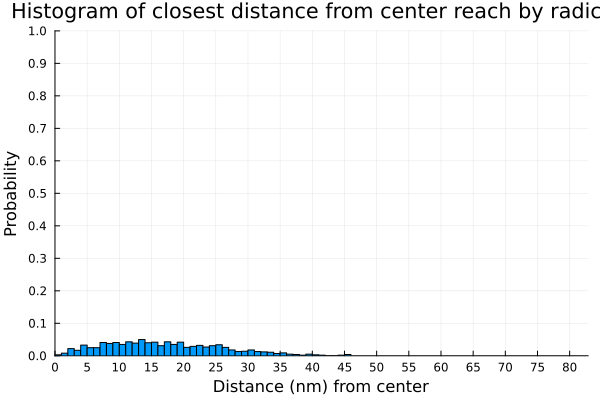 Histogram of closest distance from center reach by radic
1.0
0.9
0.8
0.7
0.6
0.5
0.4
0.3
0.2
0.1
0.0
Probability
0 5 10 15 20 25 30 35 40 45 50 55 60 65 70 75 80
Distance (nm) from center